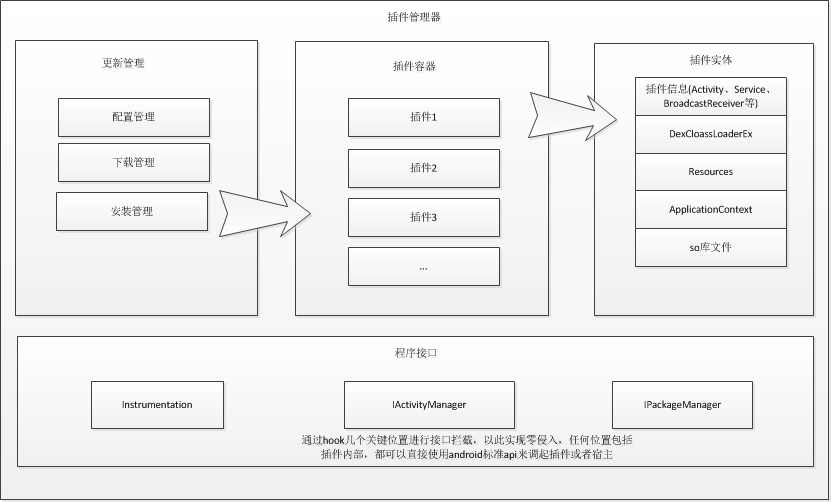 插件管理器
更新管理
配置管理
下载管理
安装管理
插件容器
插件1
插件2
插件3
...
插件实体
插件信息(Activity、Service、
BroadcastReceiver等)
DexCloassLoaderEx
Resources
ApplicationContext
so库文件
程序接口
Instrumentation
IActivityManager
IPackageManager
通过hook几个关键位置进行接口拦截，以此实现零侵入，任何位置包括
插件内部，都可以直接使用android标准api来调起插件或者宿主